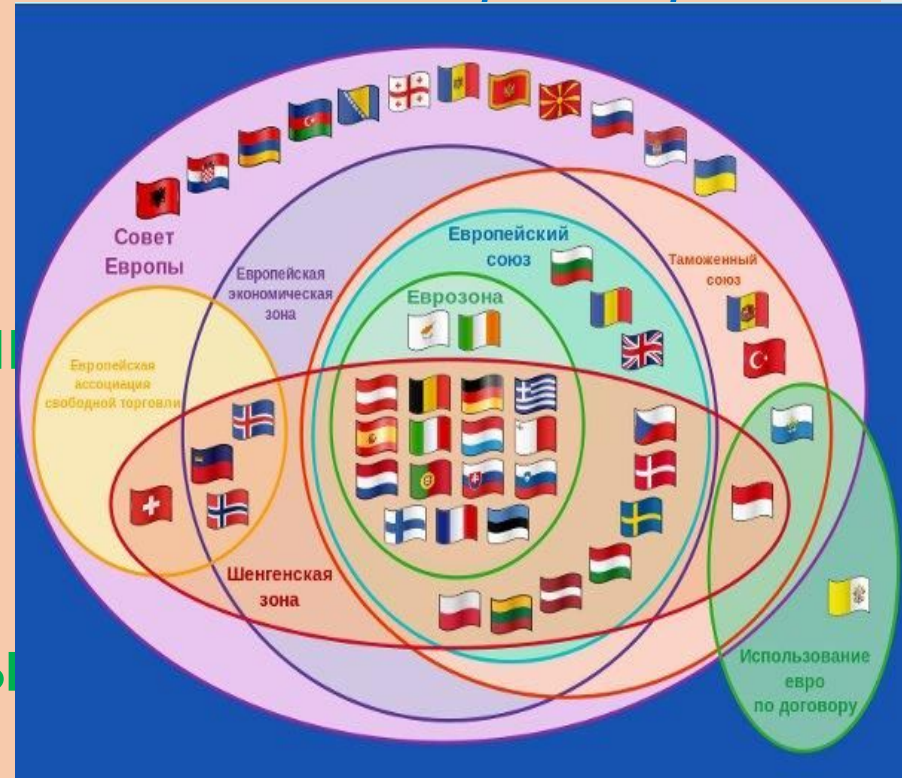 Совет
Европы
Европейская
экономическая
зона
Европейский
союз
Таможенный
союз
Еврозона
Европейская
ассоциация
свободной торговли
Шенгенская
зона
Использование
евро
по договору